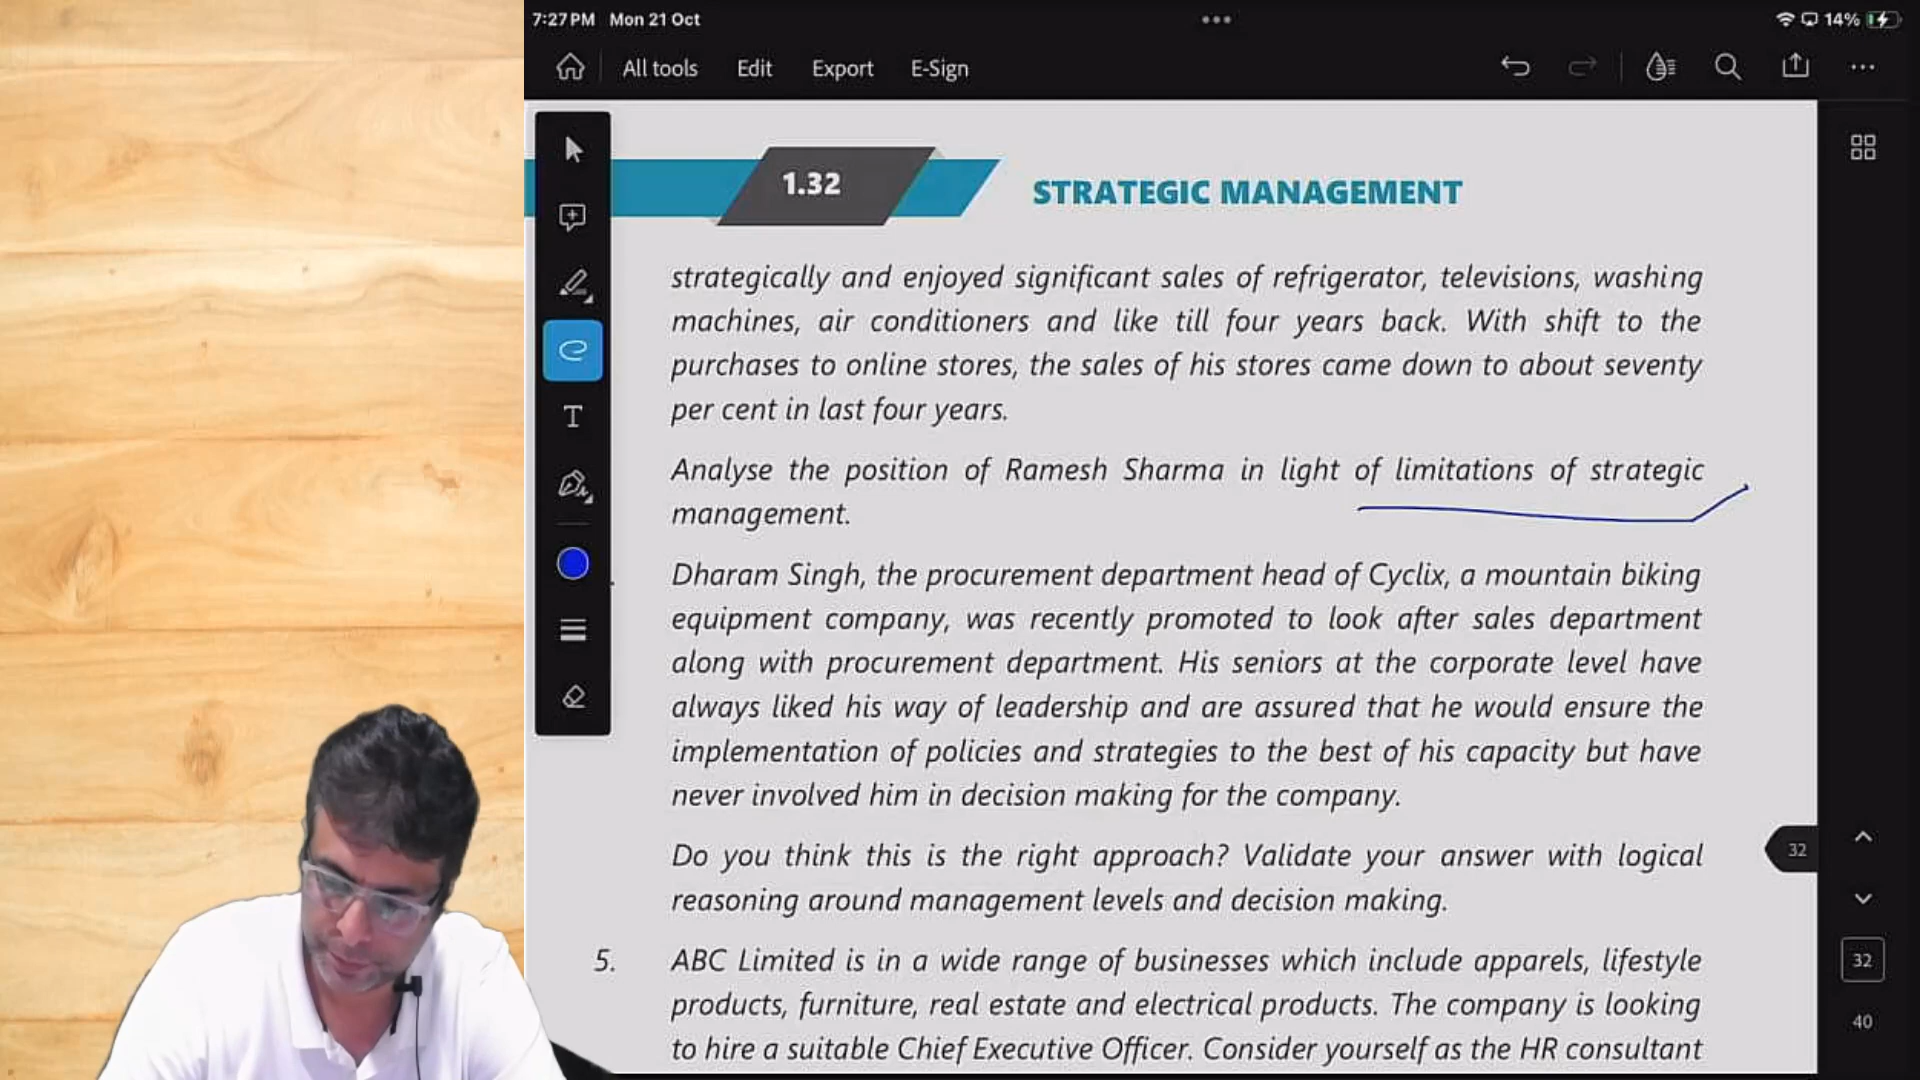 7:27 PM Mon 21 Oct
14%
All tools Edit Export E-Sign
1.32
STRATEGIC MANAGEMENT
strategically and enjoyed significant sales of refrigerator, televisions, washing
machines, air conditioners and like till four years back. With shift to the
purchases to online stores, the sales of his stores came down to about seventy
per cent in last four years.
Analyse the position of Ramesh Sharma in light of limitations of strategic
management.
Dharam Singh, the procurement department head of Cyclix, a mountain biking
equipment company, was recently promoted to look after sales department
along with procurement department. His seniors at the corporate level have
always liked his way of leadership and are assured that he would ensure the
implementation of policies and strategies to the best of his capacity but have
never involved him in decision making for the company.
Do you think this is the right approach? Validate your answer with logical
reasoning around management levels and decision making.
5. ABC Limited is in a wide range of businesses which include apparels, lifestyle
products, furniture, real estate and electrical products. The company is looking
to hire a suitable Chief Executive Officer. Consider yourself as the HR consultant
T
32
32
40